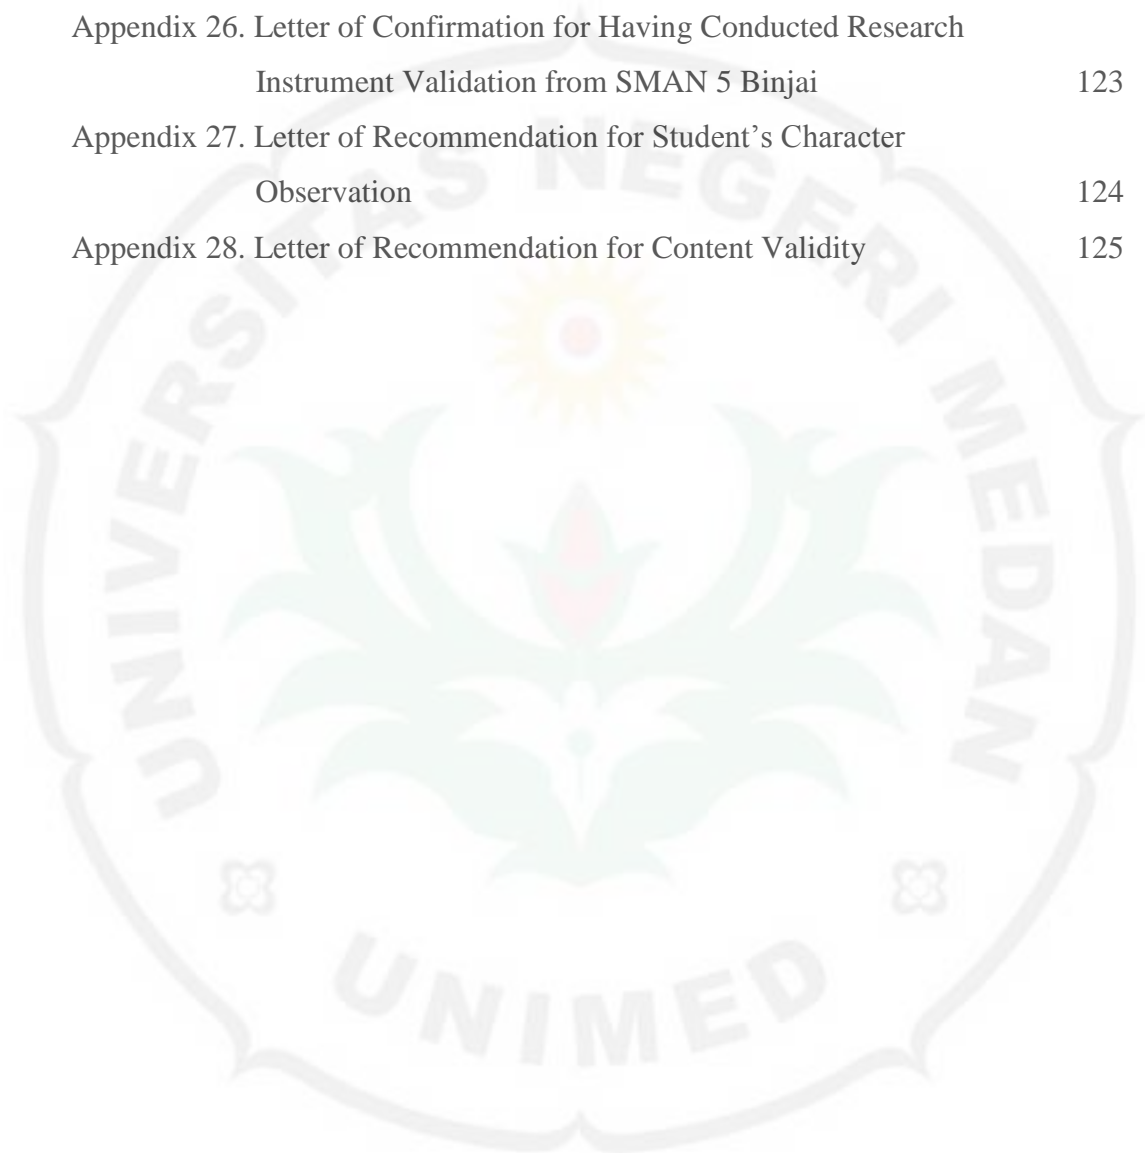 Appendix 26. Letter of Confirmation for Having Conducted Research
Instrument Validation from SMAN 5 Binjai 123
Appendix 27. Letter of Recommendation for Student’s Character
Observation 124
Appendix 28. Letter of Recommendation for Content Validity 125
UNIVERSITAS NEGERI MEDAN
UNIMED